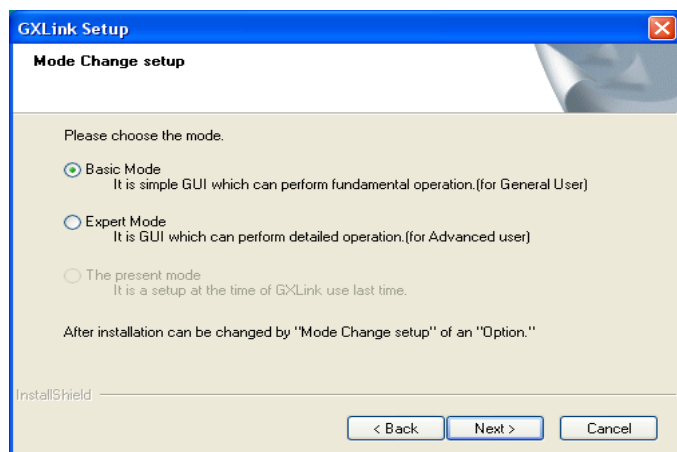 GXLink Setup
Mode Change setup
Please choose the mode.
Basic Mode
It is simple GUI which can perform fundamental operation.(for General User)
Expert Mode
It is GUI which can perform detailed operation.(for Advanced user)
The present mode
It is a setup at the time of GXLink use last time.
After installation can be changed by "Mode Change setup" of an "Option."
InstallShield
< Back
Next >
Cancel